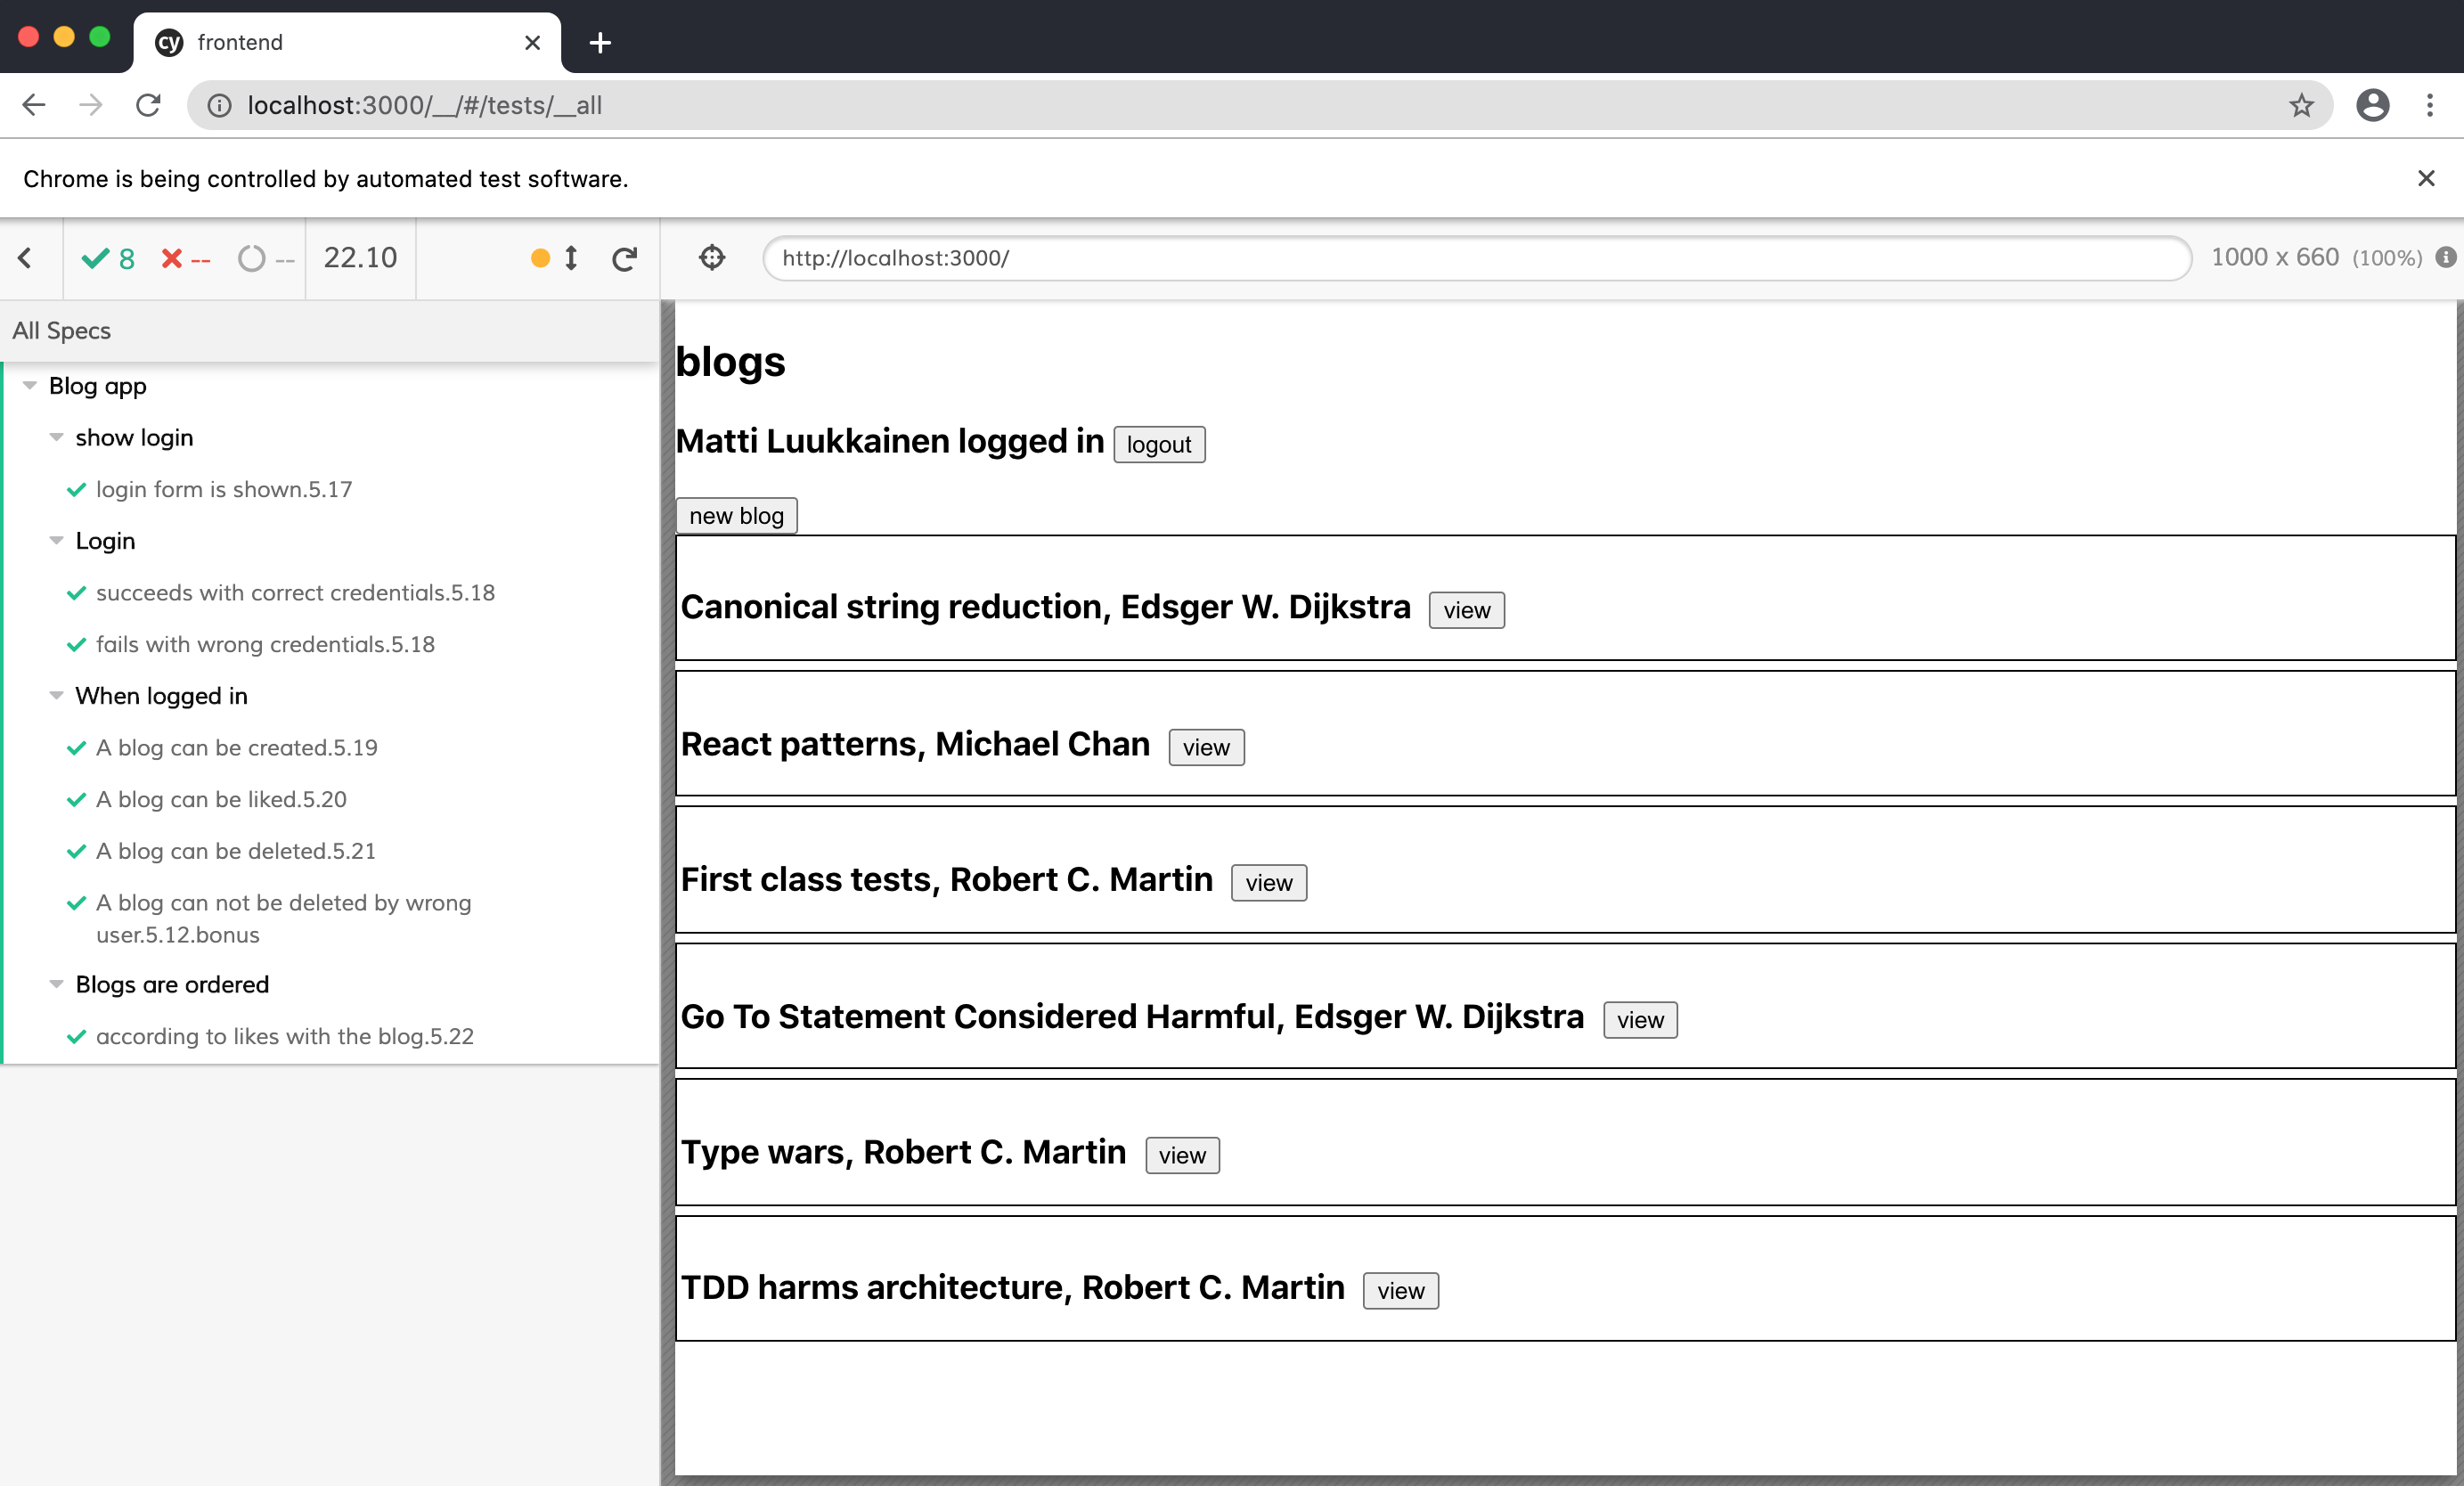 cy frontend
localhost:3000/__/#/tests/__all
Chrome is being controlled by automated test software.
8 -- -- 22.10
http://localhost:3000/
1000 x 660 (100%)
All Specs
Blog app
show login
login form is shown.5.17
Login
succeeds with correct credentials.5.18
fails with wrong credentials.5.18
When logged in
A blog can be created.5.19
A blog can be liked.5.20
A blog can be deleted.5.21
A blog can not be deleted by wrong
user.5.12.bonus
Blogs are ordered
according to likes with the blog.5.22
blogs
Matti Luukkainen logged in logout
new blog
Canonical string reduction, Edsger W. Dijkstra view
React patterns, Michael Chan view
First class tests, Robert C. Martin view
Go To Statement Considered Harmful, Edsger W. Dijkstra view
Type wars, Robert C. Martin view
TDD harms architecture, Robert C. Martin view